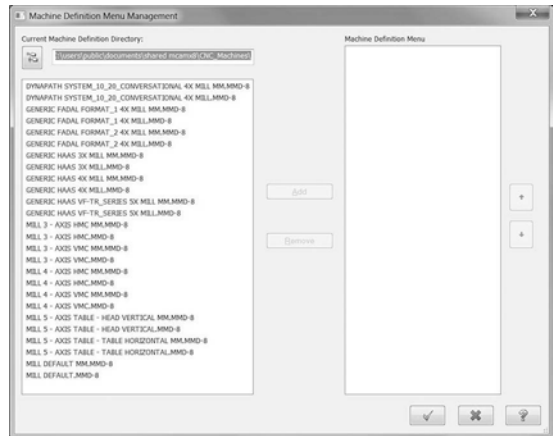 Machine Definition Menu Management
Current Machine Definition Directory:
Machine Definition Menu
:\users\public\documents\shared mcamx8\CNC_Machines\
DYNAPATH SYSTEM_10_20_CONVERSATIONAL 4X MILL MM.MMD-8
DYNAPATH SYSTEM_10_20_CONVERSATIONAL 4X MILL.MMD-8
GENERIC FADAL FORMAT_1 4X MILL MM.MMD-8
GENERIC FADAL FORMAT_1 4X MILL.MMD-8
GENERIC FADAL FORMAT_2 4X MILL MM.MMD-8
GENERIC FADAL FORMAT_2 4X MILL.MMD-8
GENERIC HAAS 3X MILL MM.MMD-8
GENERIC HAAS 3X MILL.MMD-8
GENERIC HAAS 4X MILL MM.MMD-8
GENERIC HAAS 4X MILL.MMD-8
GENERIC HAAS VF-TR_SERIES 5X MILL MM.MMD-8
GENERIC HAAS VF-TR_SERIES 5X MILL.MMD-8
MILL 3 - AXIS HMC MM.MMD-8
MILL 3 - AXIS HMC.MMD-8
MILL 3 - AXIS VMC MM.MMD-8
MILL 3 - AXIS VMC.MMD-8
MILL 4 - AXIS HMC MM.MMD-8
MILL 4 - AXIS HMC.MMD-8
MILL 4 - AXIS VMC MM.MMD-8
MILL 4 - AXIS VMC.MMD-8
MILL 5 - AXIS TABLE - HEAD VERTICAL MM.MMD-8
MILL 5 - AXIS TABLE - HEAD VERTICAL.MMD-8
MILL 5 - AXIS TABLE - TABLE HORIZONTAL MM.MMD-8
MILL 5 - AXIS TABLE - TABLE HORIZONTAL.MMD-8
MILL DEFAULT MM.MMD-8
MILL DEFAULT.MMD-8
Add
Remove